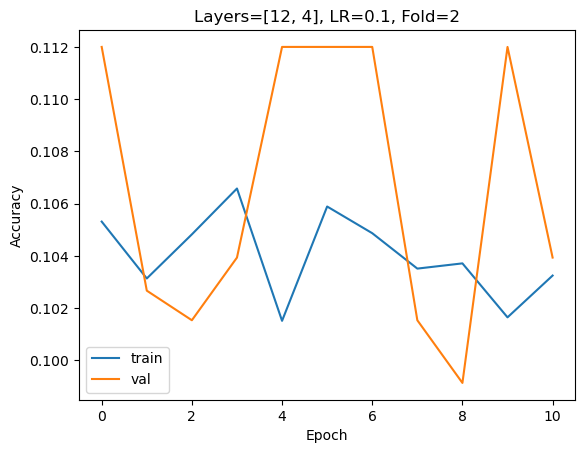 Layers=[12, 4], LR=0.1, Fold=2
Accuracy
0.112
0.110
0.108
0.106
0.104
0.102
0.100
train
val
0 2 4 6 8 10
Epoch